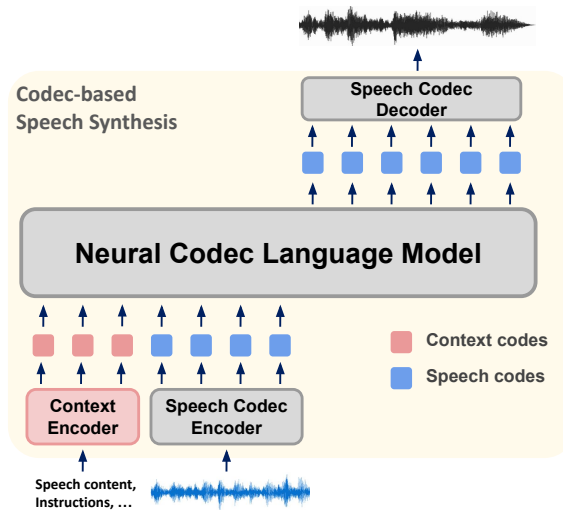 Codec-based
Speech Synthesis
Speech Codec
Decoder
Neural Codec Language Model
Context codes
Speech codes
Context
Encoder
Speech Codec
Encoder
Speech content,
Instructions, ...